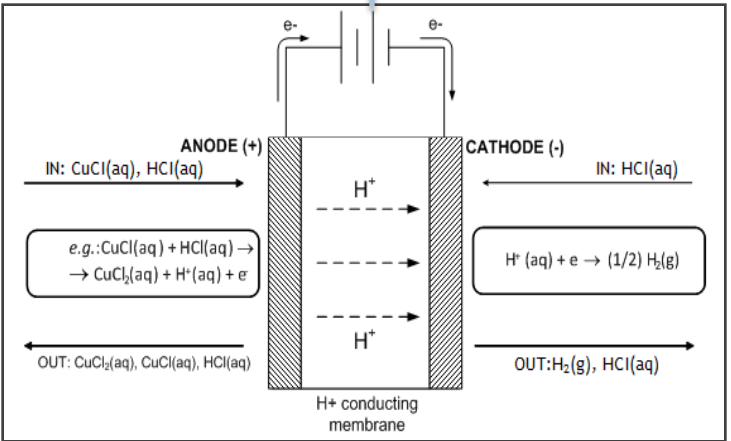 e-
e-
ANODE (+)
CATHODE (-)
IN: CuCl(aq), HCl(aq)
IN: HCl(aq)
H⁺
e.g.:CuCl(aq) + HCl(aq) →
→ CuCl₂(aq) + H⁺(aq) + e⁻
H⁺ (aq) + e → (1/2) H₂(g)
H⁺
OUT: CuCl₂(aq), CuCl(aq), HCl(aq)
OUT:H₂(g), HCl(aq)
H+ conducting
membrane